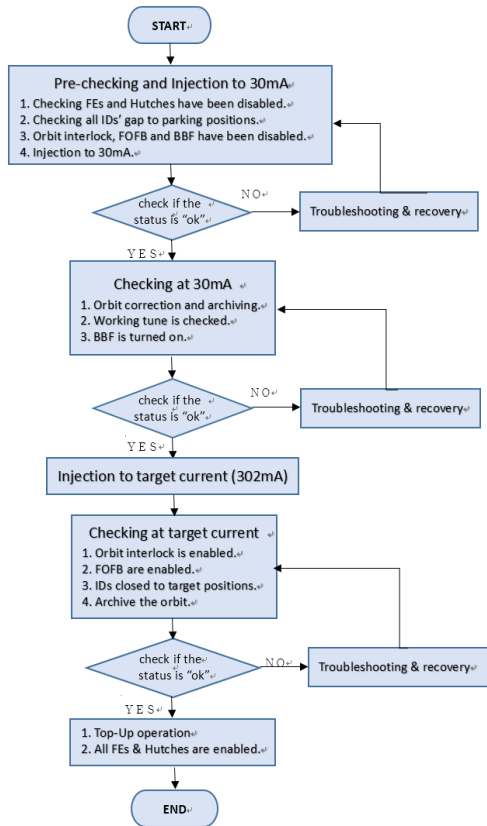 START↵
Pre-checking and Injection to 30mA↵
1. Checking FEs and Hutches have been disabled.↵
2. Checking all IDs' gap to parking positions.↵
3. Orbit interlock, FOFB and BBF have been disabled.↵
4. Injection to 30mA.↵
check if the↵
status is "ok"↵
NO↵
Troubleshooting & recovery↵
YES↵
Checking at 30mA↵
1. Orbit correction and archiving.↵
2. Working tune is checked.↵
3. BBF is turned on.↵
check if the↵
status is "ok"↵
NO↵
Troubleshooting & recovery↵
YES↵
Injection to target current (302mA)↵
Checking at target current ↵
1. Orbit interlock is enabled.↵
2. FOFB are enabled.↵
3. IDs closed to target positions.↵
4. Archive the orbit.↵
check if the↵
status is "ok"↵
NO↵
Troubleshooting & recovery↵
YES↵
1. Top-Up operation↵
2. All FEs & Hutches are enabled.↵
END↵